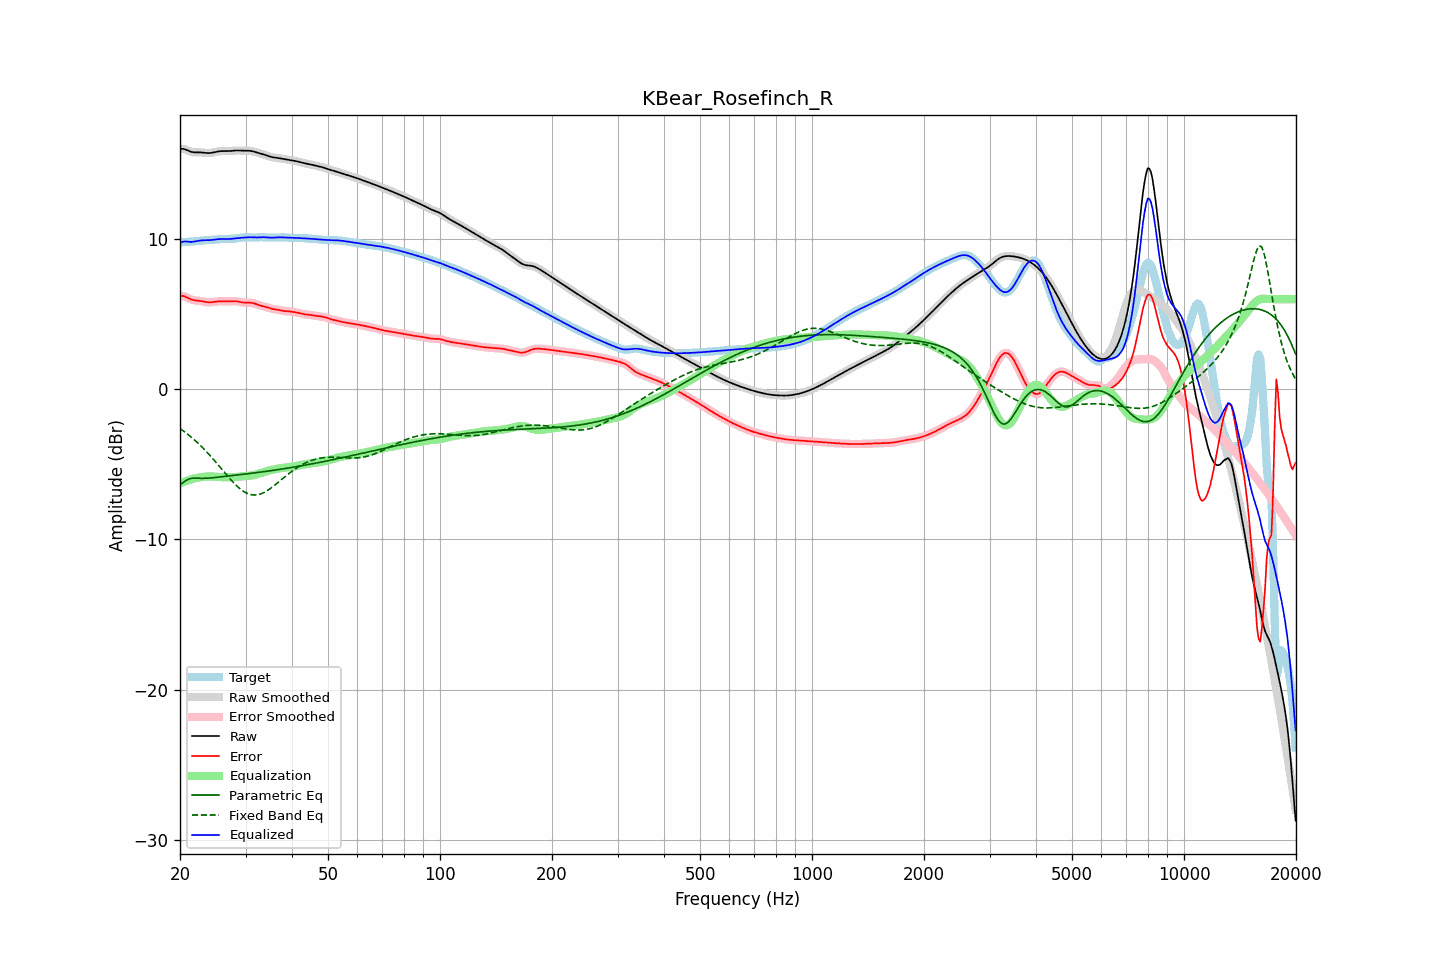 KBear_Rosefinch_R
Amplitude (dBr)
10
0
−10
−20
−30
Target
Raw Smoothed
Error Smoothed
Raw
Error
Equalization
Parametric Eq
Fixed Band Eq
Equalized
20 50 100 200 500 1000 2000 5000 10000 20000
Frequency (Hz)